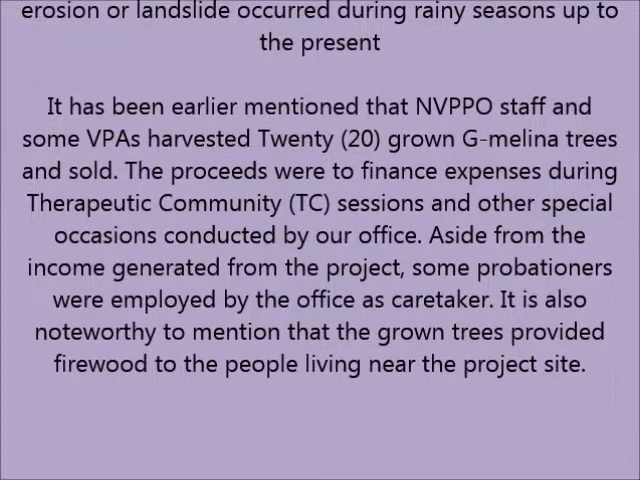 erosion or landslide occurred during rainy seasons up to
the present
It has been earlier mentioned that NVPPO staff and
some VPAs harvested Twenty (20) grown G-melina trees
and sold. The proceeds were to finance expenses during
Therapeutic Community (TC) sessions and other special
occasions conducted by our office. Aside from the
income generated from the project, some probationers
were employed by the office as caretaker. It is also
noteworthy to mention that the grown trees provided
firewood to the people living near the project site.